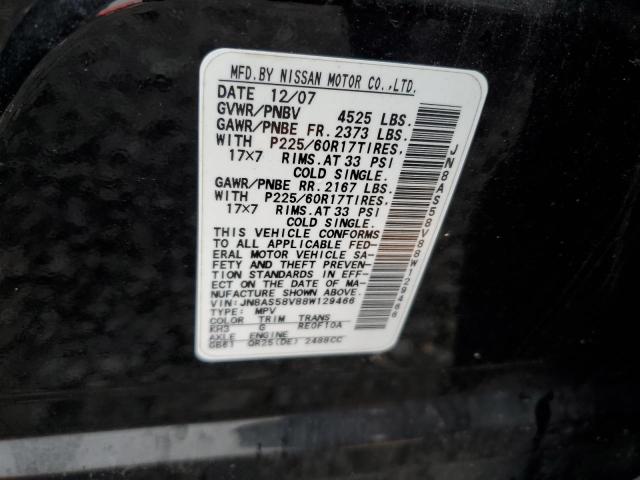 MFD.BY NISSAN MOTOR CO.,LTD.
DATE 12/07
GVWR/PNBV 4525 LBS.
GAWR/PNBE FR. 2373 LBS.
WITH P225/60R17TIRES.
17×7 RIMS.AT 33 PSI
COLD SINGLE.
GAWR/PNBE RR. 2167 LBS.
WITH P225/60R17TIRES.
17×7 RIMS.AT 33 PSI
COLD SINGLE.
THIS VEHICLE CONFORMS
TO ALL APPLICABLE FED-
ERAL MOTOR VEHICLE SA-
FETY AND THEFT PREVEN-
TION STANDARDS IN EFF-
ECT ON THE DATE OF MA-
NUFACTURE SHOWN ABOVE.
VIN:JN8AS58V88W129466
TYPE: MPV
COLOR TRIM TRANS
KH3 G RE0F10A
AXLE ENGINE
GB61 QR25(DE) 2488CC
JN8AS58V88W129466